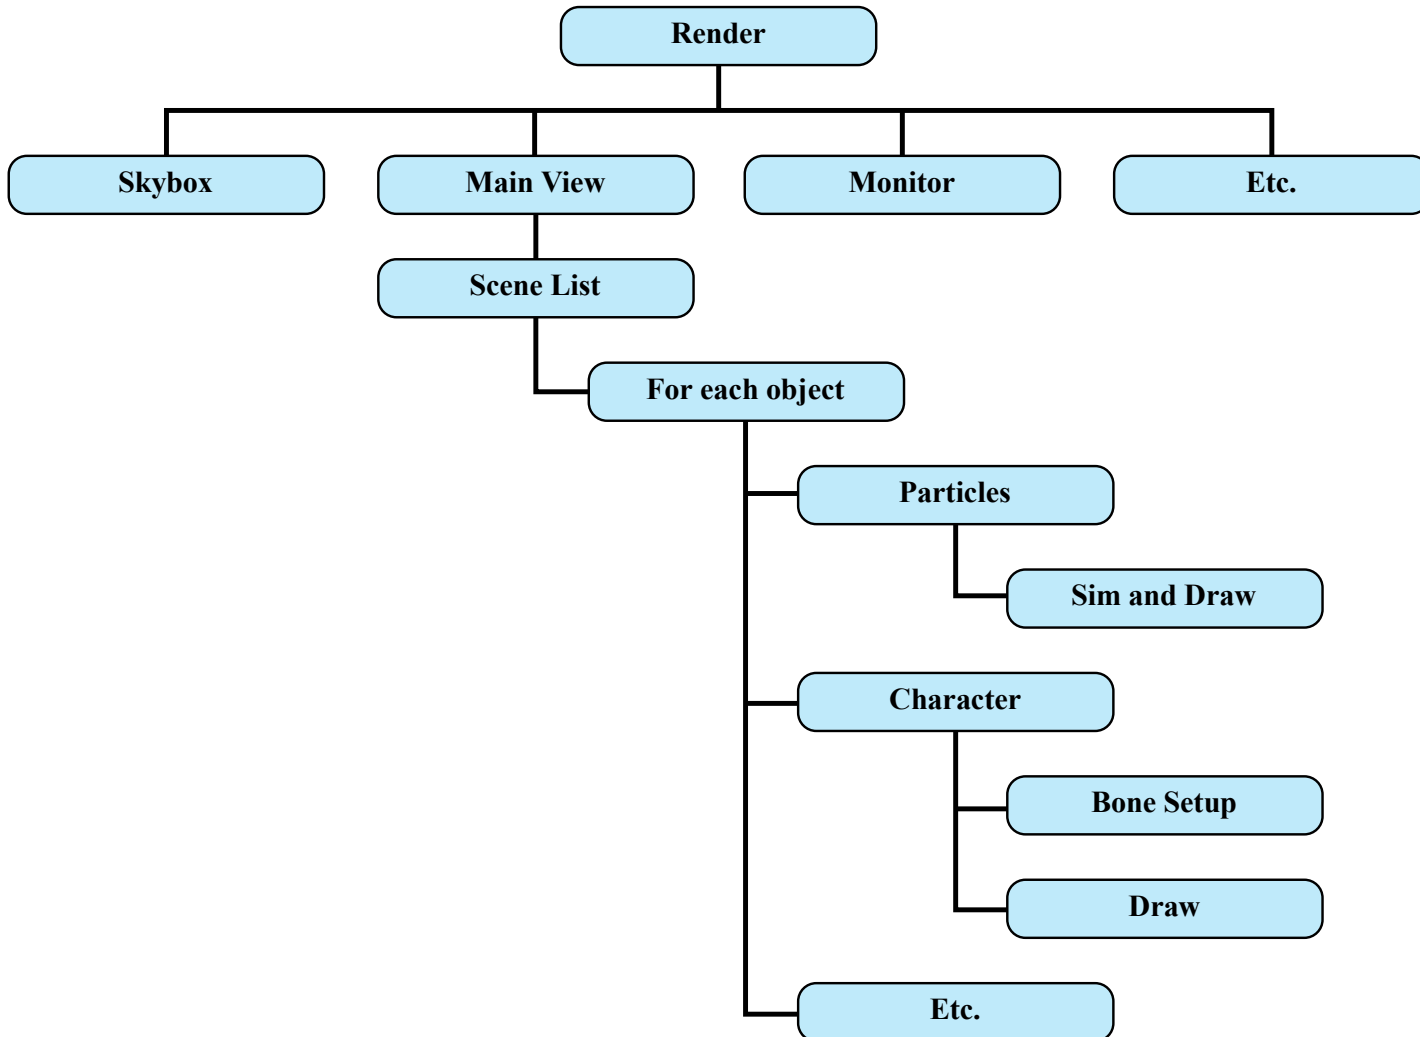 Render
Skybox
Main View
Monitor
Etc.
Scene List
For each object
Particles
Sim and Draw
Character
Bone Setup
Draw
Etc.